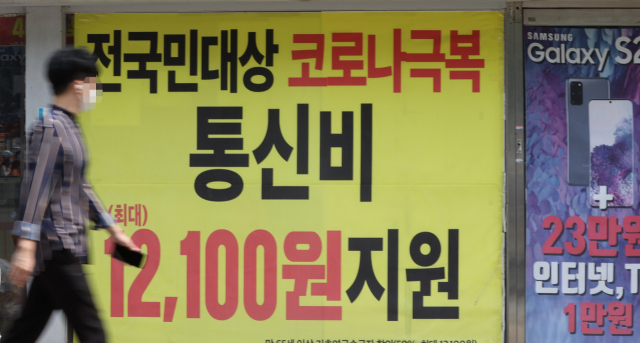 전국민대상 코로나극복
통신비
(최대)
12,100원지원
SAMSUNG
Galaxy S2
+
23만원
인터넷,T
1만원